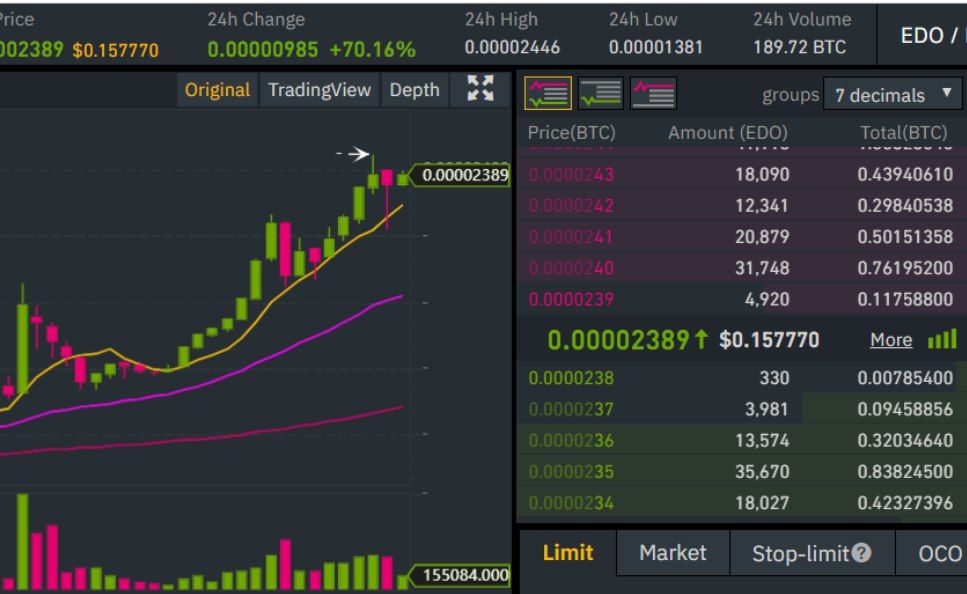 Price
24h Change
24h High
24h Low
24h Volume
EDO /
002389 $0.157770
0.00000985 +70.16%
0.00002446
0.00001381
189.72 BTC
Original
TradingView
Depth
0.00002389
155084.000
groups
7 decimals
Price(BTC)
Amount (EDO)
Total(BTC)
0.0000243 18,090 0.43940610
0.0000242 12,341 0.29840538
0.0000241 20,879 0.50151358
0.0000240 31,748 0.76195200
0.0000239 4,920 0.11758800
0.00002389↑ $0.157770 More
0.0000238 330 0.00785400
0.0000237 3,981 0.09458856
0.0000236 13,574 0.32034640
0.0000235 35,670 0.83824500
0.0000234 18,027 0.42327396
Limit
Market
Stop-limit
OCO